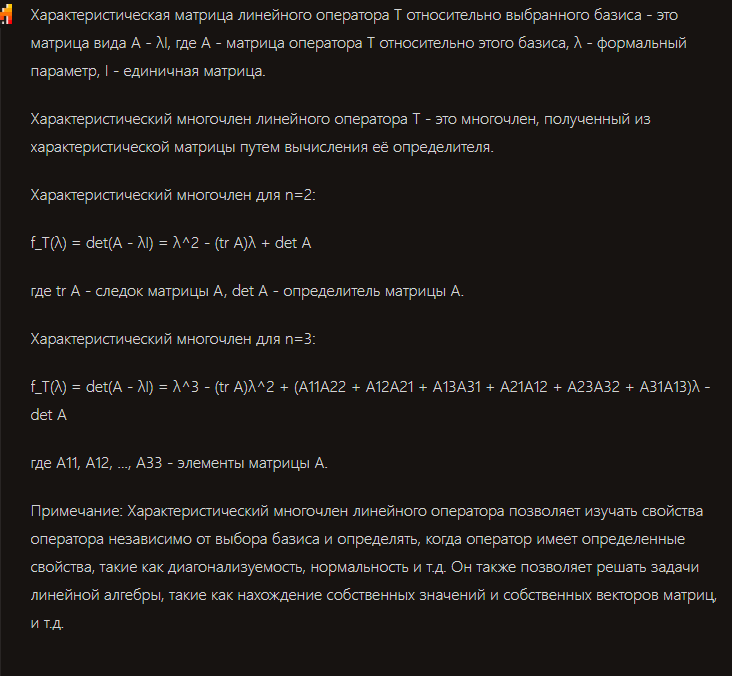 Характеристическая матрица линейного оператора T относительно выбранного базиса - это
матрица вида A - λI, где A - матрица оператора T относительно этого базиса, λ - формальный
параметр, I - единичная матрица.
Характеристический многочлен линейного оператора T - это многочлен, полученный из
характеристической матрицы путем вычисления её определителя.
Характеристический многочлен для n=2:
f_T(λ) = det(A - λI) = λ^2 - (tr A)λ + det A
где tr A - следок матрицы A, det A - определитель матрицы A.
Характеристический многочлен для n=3:
f_T(λ) = det(A - λI) = λ^3 - (tr A)λ^2 + (A11A22 + A12A21 + A13A31 + A21A12 + A23A32 + A31A13)λ -
det A
где A11, A12, ..., A33 - элементы матрицы A.
Примечание: Характеристический многочлен линейного оператора позволяет изучать свойства
оператора независимо от выбора базиса и определять, когда оператор имеет определенные
свойства, такие как диагонализуемость, нормальность и т.д. Он также позволяет решать задачи
линейной алгебры, такие как нахождение собственных значений и собственных векторов матриц,
и т.д.